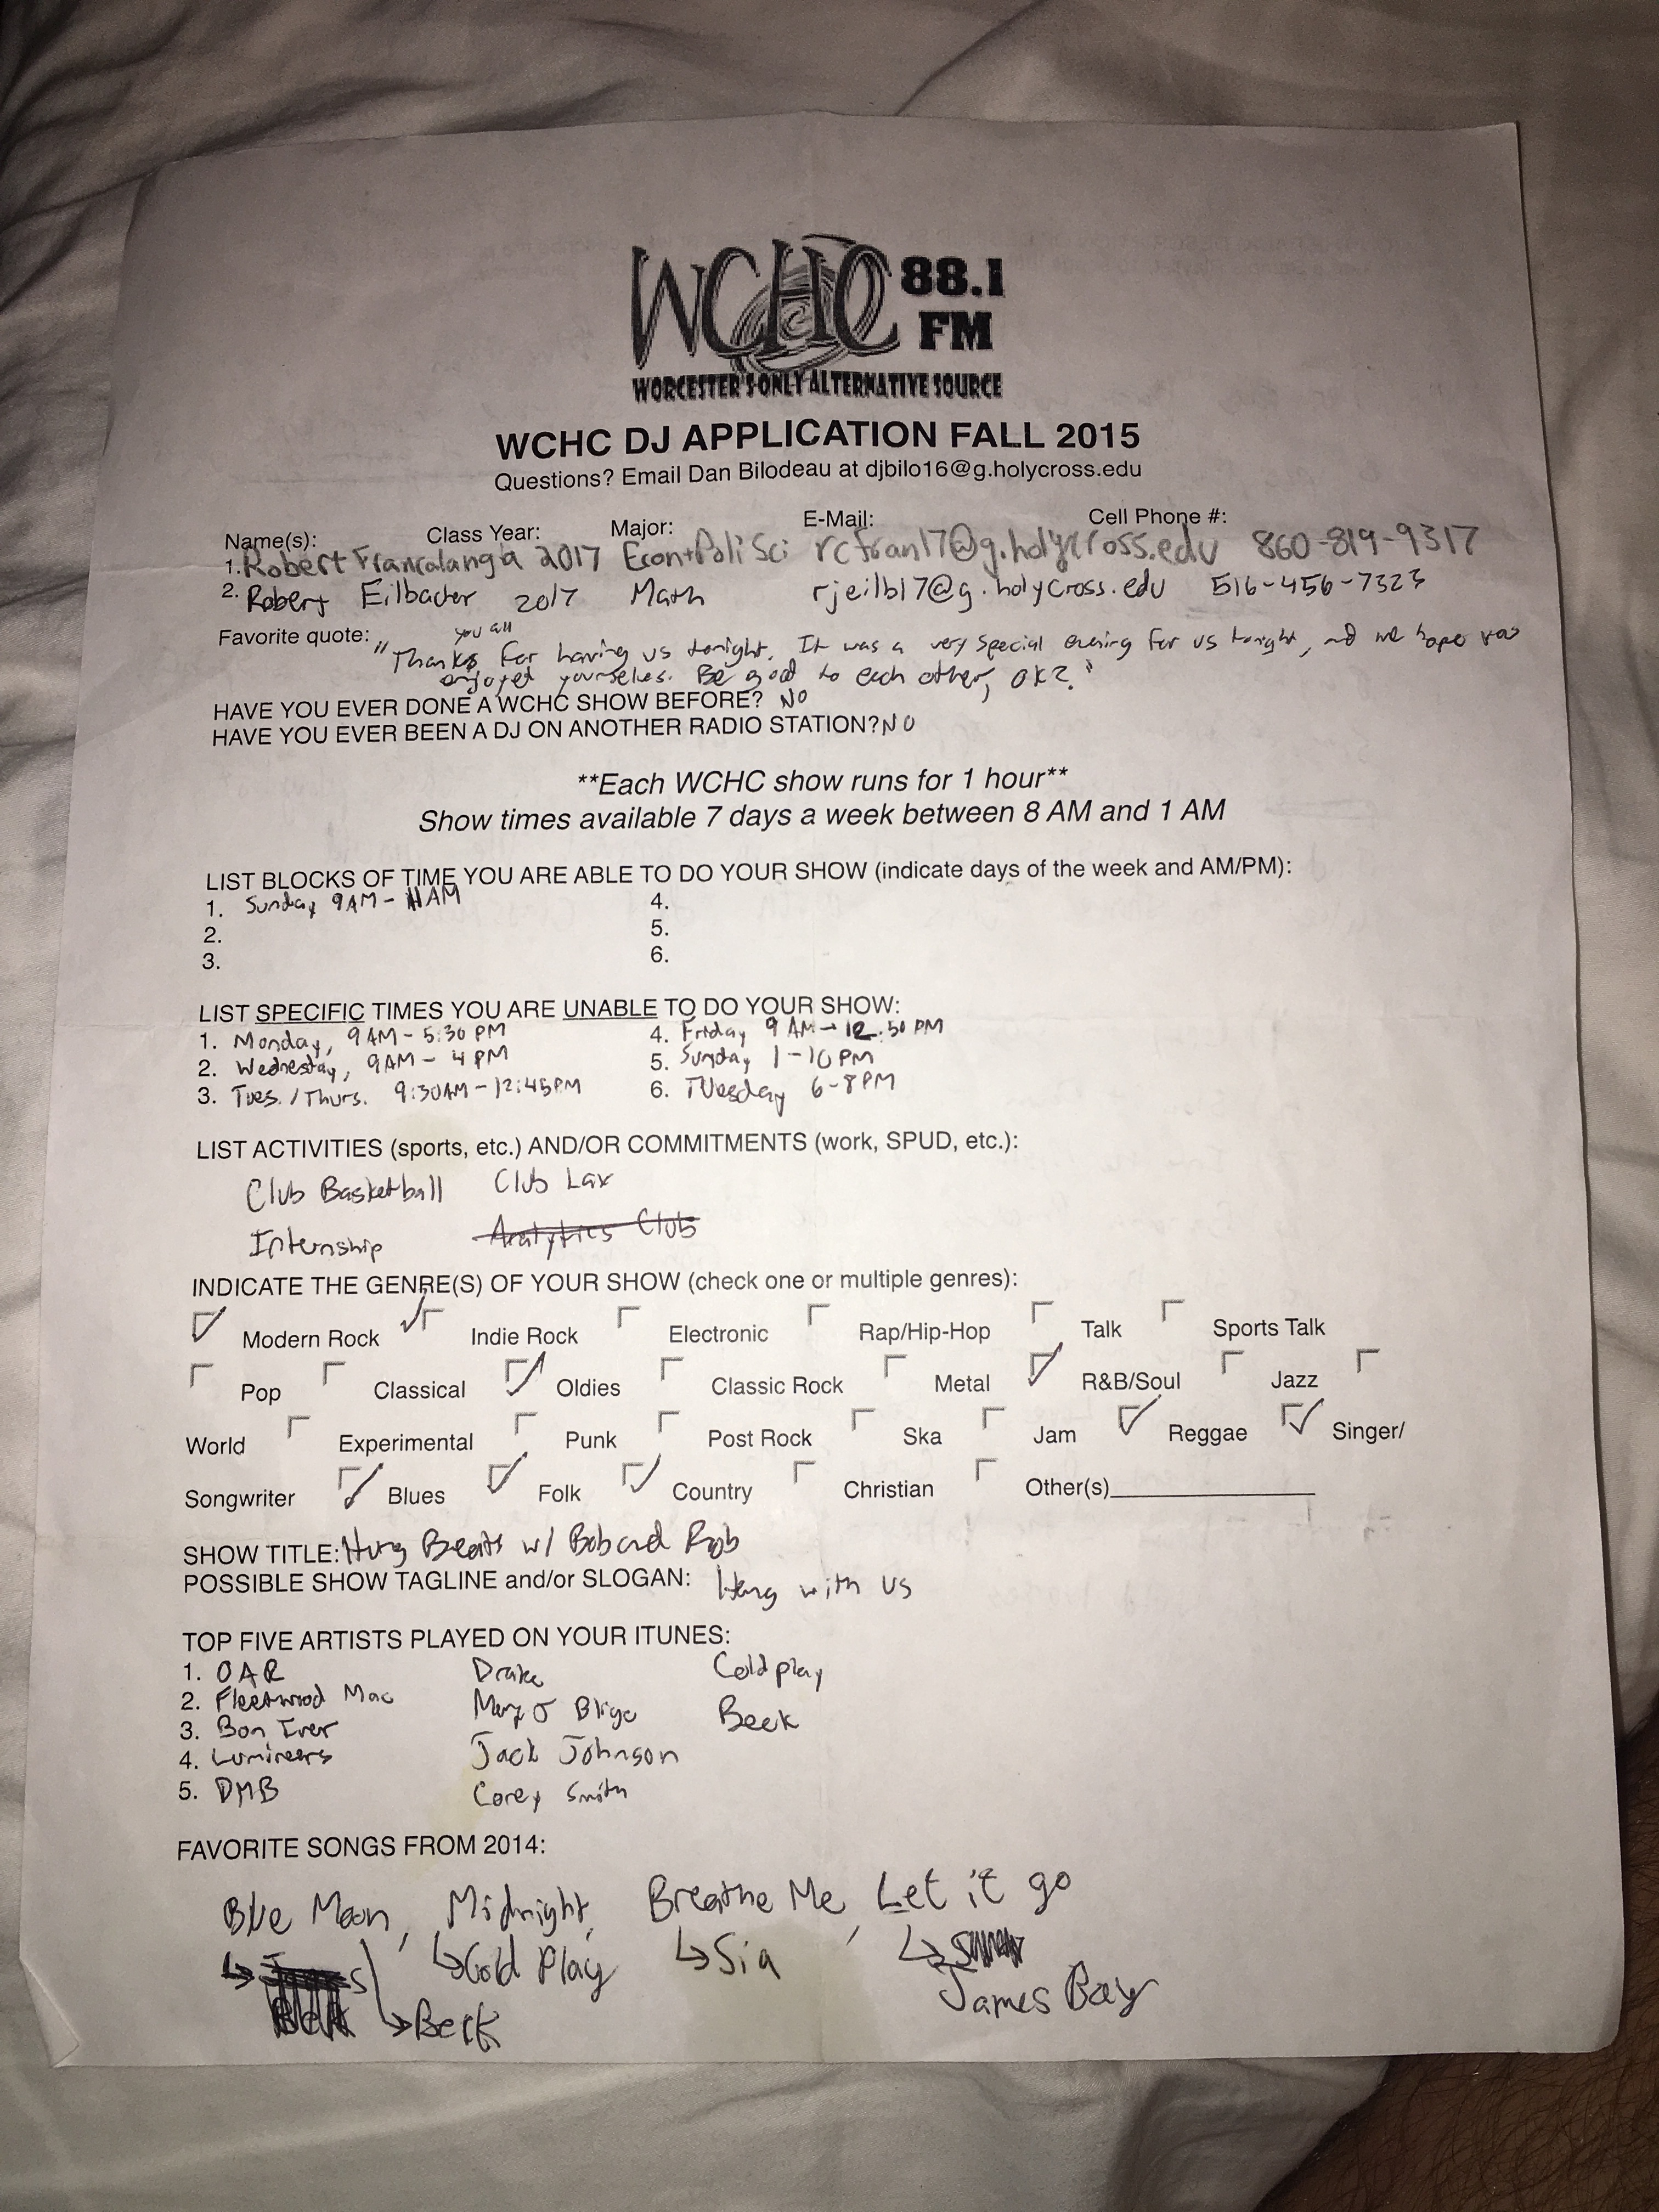 WCHC 88.1
FM
WORCESTER'S ONLY ALTERNATIVE SOURCE
WCHC DJ APPLICATION FALL 2015
Questions? Email Dan Bilodeau at djbilo16@g.holycross.edu
Name(s): Class Year: Major: E-Mail: Cell Phone #:
1. Robert Francalanga 2017 Econ+Poli Sci rcfran17@g.holycross.edu 860-819-9317
2. Robert Eilbacher 2017 Math rjeilb17@g.holycross.edu 516-456-7323
you all
Favorite quote: "Thanks for having us tonight. It was a very special evening for us tonight, and we hope you
enjoyed yourselves. Be good to each other, ok?"
HAVE YOU EVER DONE A WCHC SHOW BEFORE? NO
HAVE YOU EVER BEEN A DJ ON ANOTHER RADIO STATION? NO
**Each WCHC show runs for 1 hour**
Show times available 7 days a week between 8 AM and 1 AM
LIST BLOCKS OF TIME YOU ARE ABLE TO DO YOUR SHOW (indicate days of the week and AM/PM):
1. Sunday 9AM - 11AM 4.
2. 5.
3. 6.
LIST SPECIFIC TIMES YOU ARE UNABLE TO DO YOUR SHOW:
1. Monday, 9AM - 5:30 PM 4. Friday 9 AM - 12:50 PM
2. Wednesday, 9AM - 4 PM 5. Sunday 1-10PM
3. Tues. / Thurs. 9:30AM - 12:45PM 6. TUesday 6-8PM
LIST ACTIVITIES (sports, etc.) AND/OR COMMITMENTS (work, SPUD, etc.):
Club Basketball Club Lax
Internship Analytics Club
INDICATE THE GENRE(S) OF YOUR SHOW (check one or multiple genres):
Modern Rock Indie Rock Electronic Rap/Hip-Hop Talk Sports Talk
Pop Classical Oldies Classic Rock Metal R&B/Soul Jazz
World Experimental Punk Post Rock Ska Jam Reggae Singer/
Songwriter Blues Folk Country Christian Other(s)
SHOW TITLE: Hung Beats w/ Bob and Rob
POSSIBLE SHOW TAGLINE and/or SLOGAN: Hang with us
TOP FIVE ARTISTS PLAYED ON YOUR ITUNES:
1. OAR Drake Coldplay
2. Fleetwood Mac Mary J Blige Beck
3. Bon Iver Jack Johnson
4. Lumineers Corey Smith
5. DMB
FAVORITE SONGS FROM 2014:
Blue Moon, Midnight, Breathe Me, Let it go
Cold Play Sia
James Bay
Beck